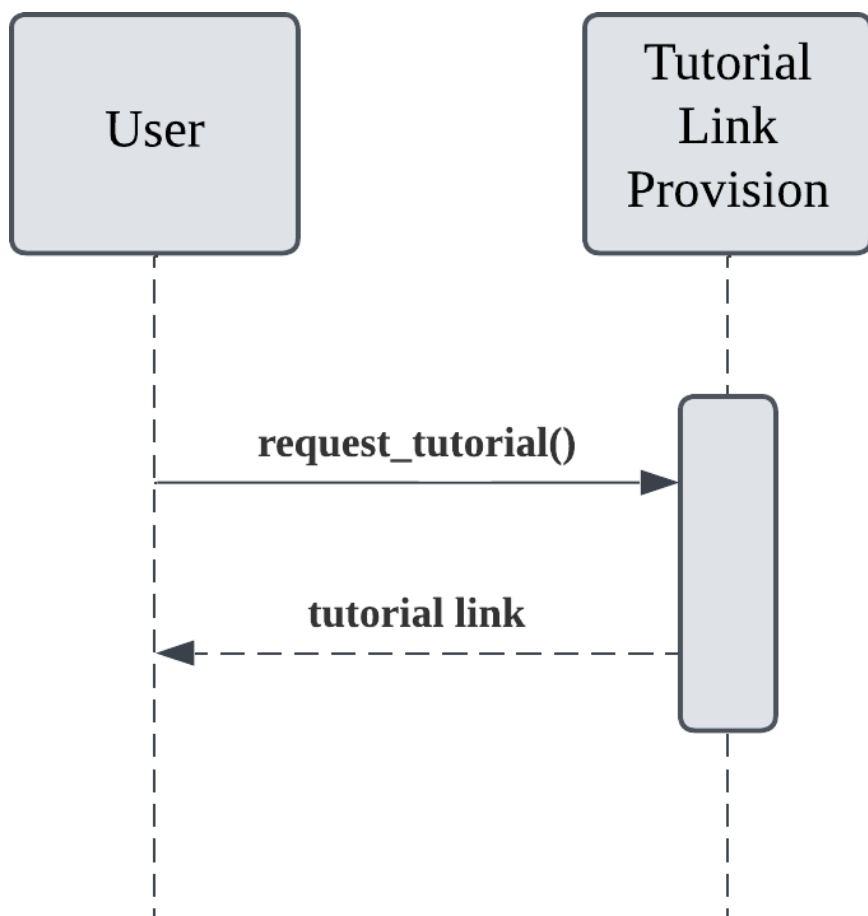 User
Tutorial
Link
Provision
request_tutorial()
tutorial link